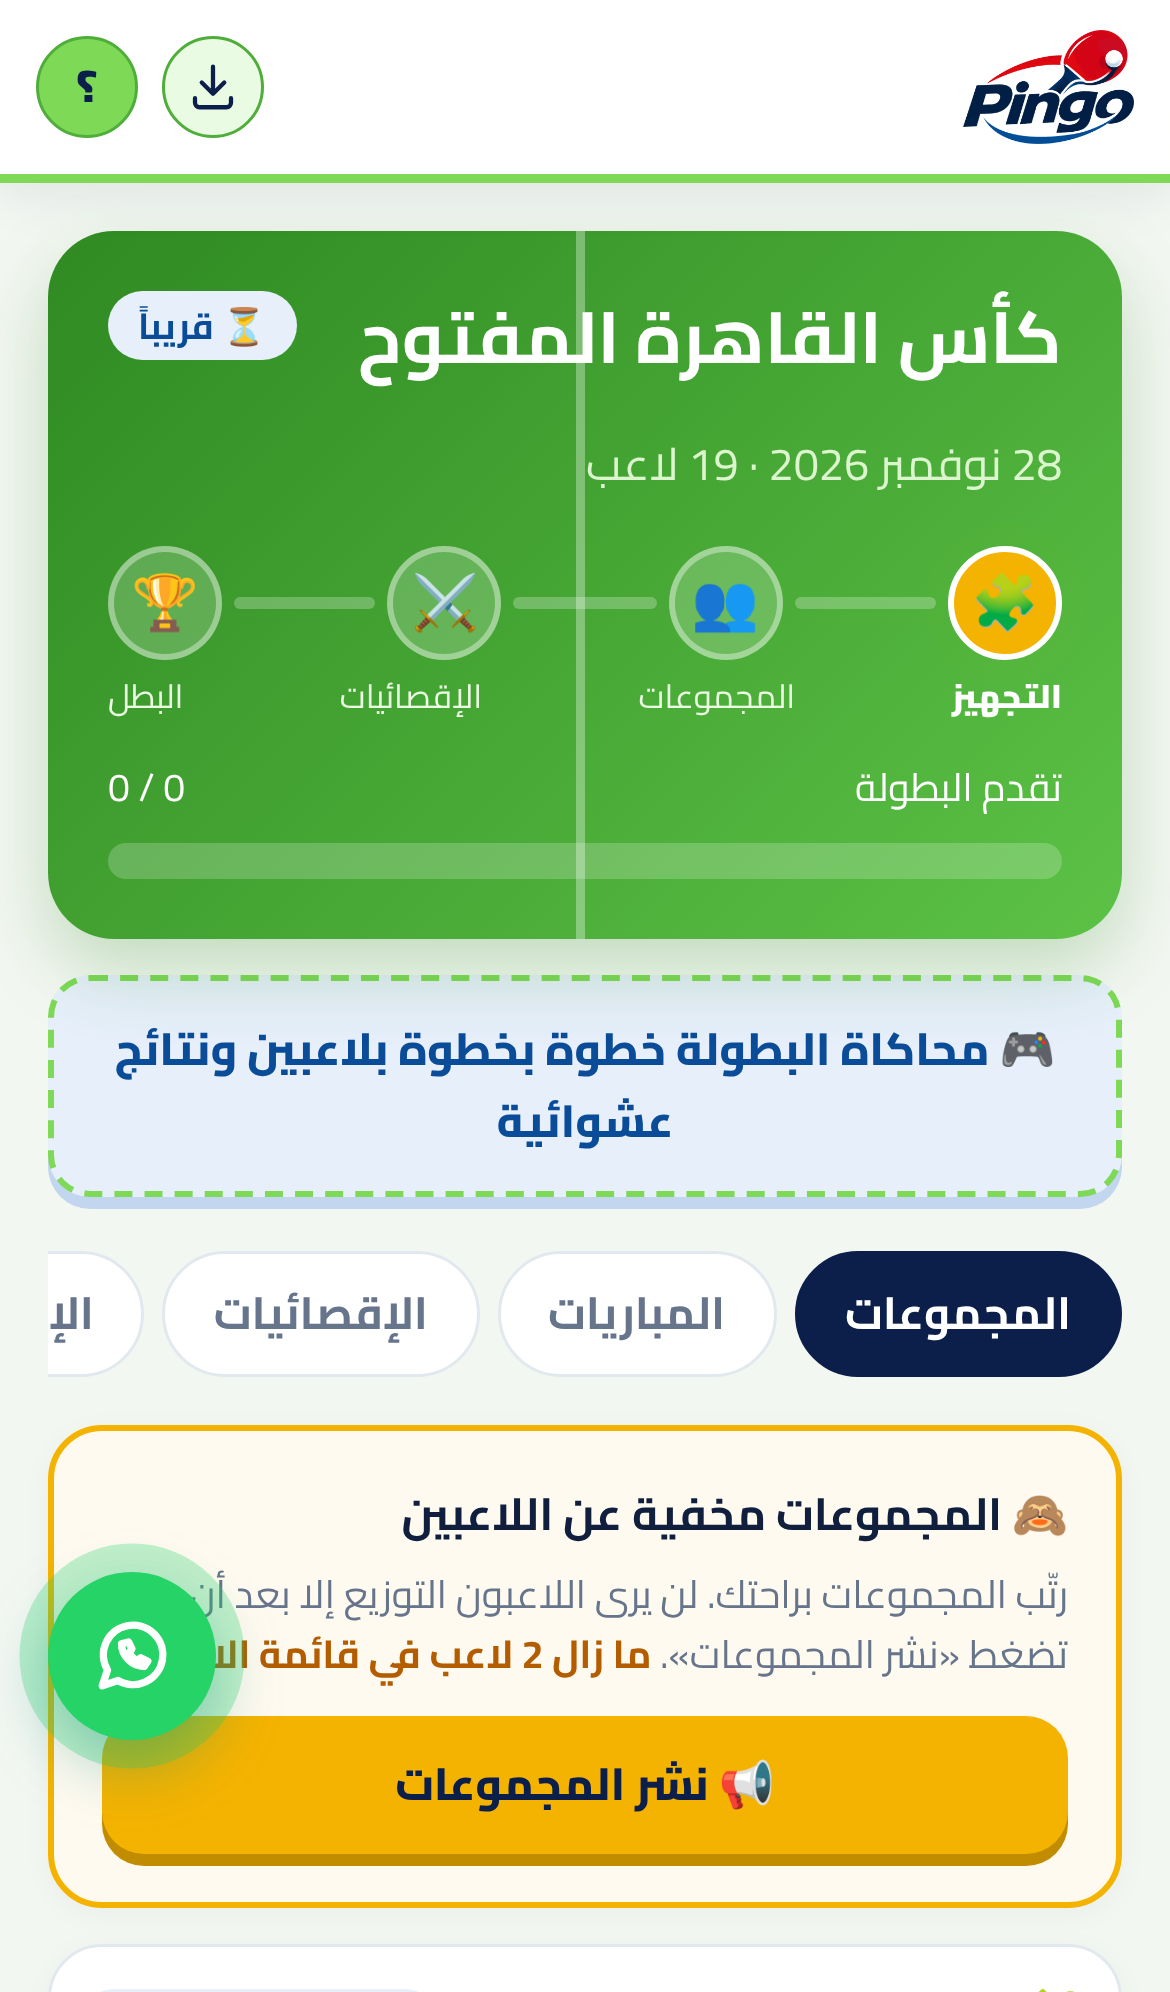 Pingo
؟
كأس القاهرة المفتوح
قريباً
28 نوفمبر 2026 · 19 لاعب
التجهيز
المجموعات
الإقصائيات
البطل
تقدم البطولة
0 / 0
محاكاة البطولة خطوة بخطوة بلاعبين ونتائج
عشوائية
المجموعات
المباريات
الإقصائيات
المجموعات مخفية عن اللاعبين
رتّب المجموعات براحتك. لن يرى اللاعبون التوزيع إلا بعد أن
تضغط «نشر المجموعات». ما زال 2 لاعب في قائمة
نشر المجموعات